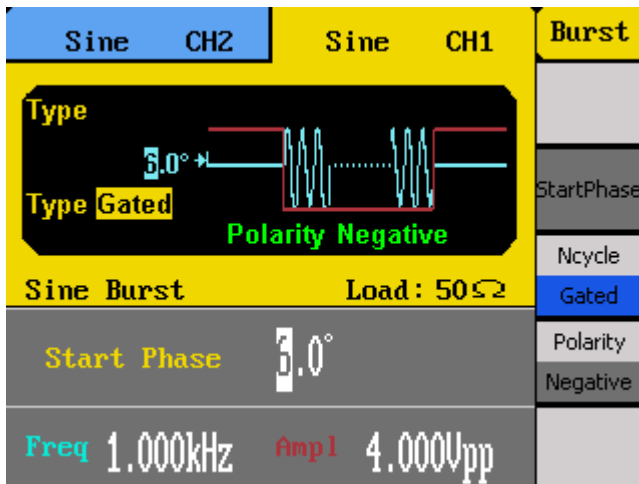 Sine CH2 Sine CH1 Burst
Type
6.0°
Type Gated
Polarity Negative
Sine Burst Load: 50Ω
Start Phase 6.0°
Freq 1.000kHz Ampl 4.000Vpp
StartPhase
Ncycle
Gated
Polarity
Negative